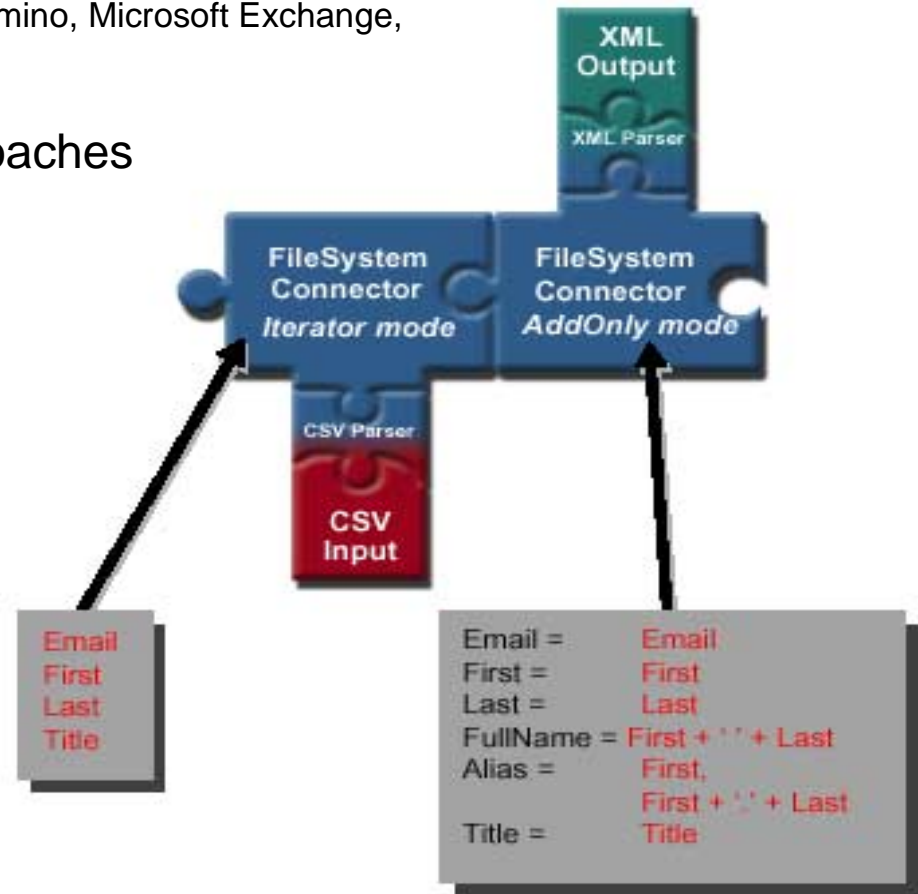 mino, Microsoft Exchange,
oaches
XML
Output
XML Parser
FileSystem
Connector
Iterator mode
FileSystem
Connector
AddOnly mode
CSV Parser
CSV
Input
Email
First
Last
Title
Email = Email
First = First
Last = Last
FullName = First + ' ' + Last
Alias = First,
First + '.' + Last
Title = Title